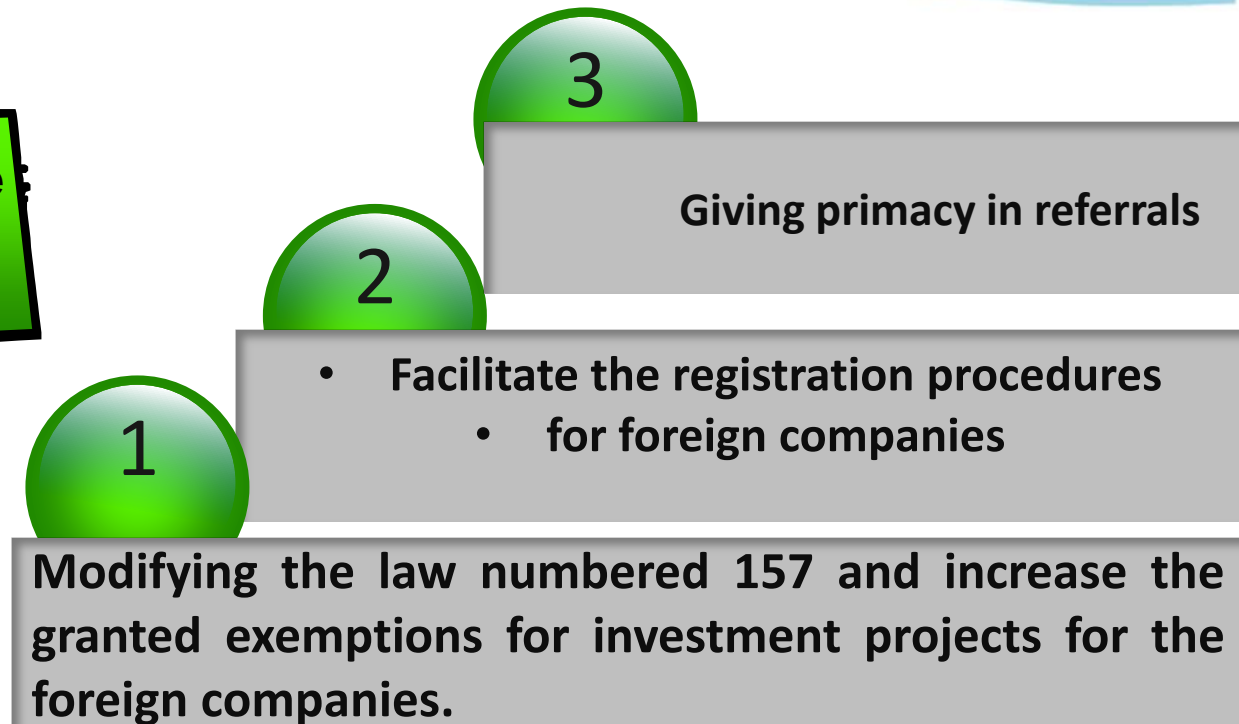 3
Giving primacy in referrals
2
• Facilitate the registration procedures
• for foreign companies
1
Modifying the law numbered 157 and increase the
granted exemptions for investment projects for the
foreign companies.